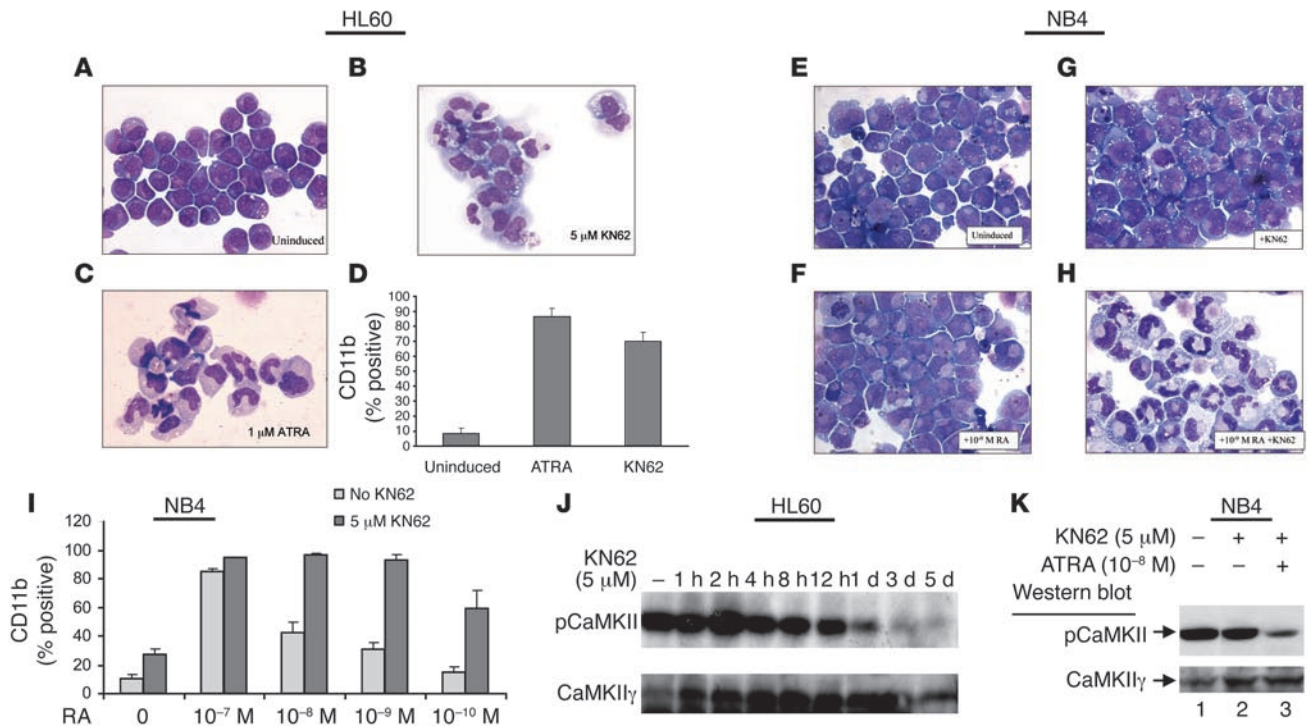 HL60
NB4
A
B
E
G
Uninduced
5 μM KN62
Uninduced
+KN62
C
D
F
H
1 μM ATRA
CD11b
(% positive)
100
90
80
70
60
50
40
30
20
10
0
Uninduced
ATRA
KN62
+10⁻⁹ M RA +KN62
I
NB4
No KN62
5 μM KN62
CD11b
(% positive)
120
100
80
60
40
20
0
RA
0
10⁻⁷ M
10⁻⁸ M
10⁻⁹ M
10⁻¹⁰ M
J
HL60
KN62
(5 μM)
– 1 h 2 h 4 h 8 h 12 h 1 d 3 d 5 d
pCaMKII
CaMKIIγ
K
NB4
KN62 (5 μM) – + +
ATRA (10⁻⁸ M) – – +
Western blot
pCaMKII
CaMKIIγ
1 2 3